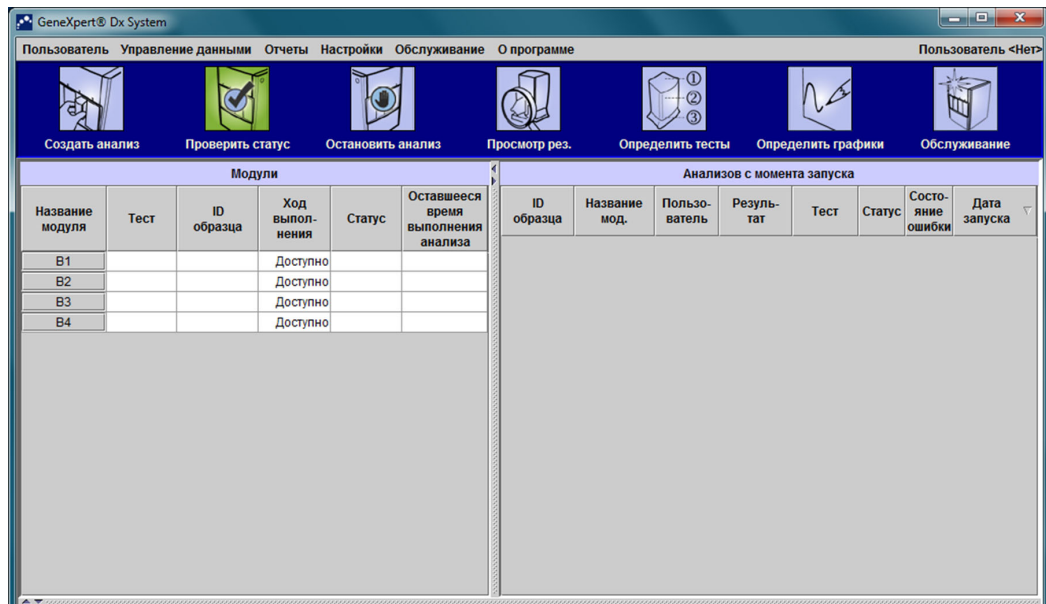 GeneXpert® Dx System
Пользователь Управление данными Отчеты Настройки Обслуживание О программе Пользователь <Нет>
① ② ③
Создать анализ Проверить статус Остановить анализ Просмотр рез. Определить тесты Определить графики Обслуживание
Модули
Название модуля
Тест
ID образца
Ход выпол-нения
Статус
Оставшееся время выполнения анализа
B1 Доступно
B2 Доступно
B3 Доступно
B4 Доступно
Анализов с момента запуска
ID образца
Название мод.
Пользо-ватель
Резуль-тат
Тест
Статус
Состо-яние ошибки
Дата запуска